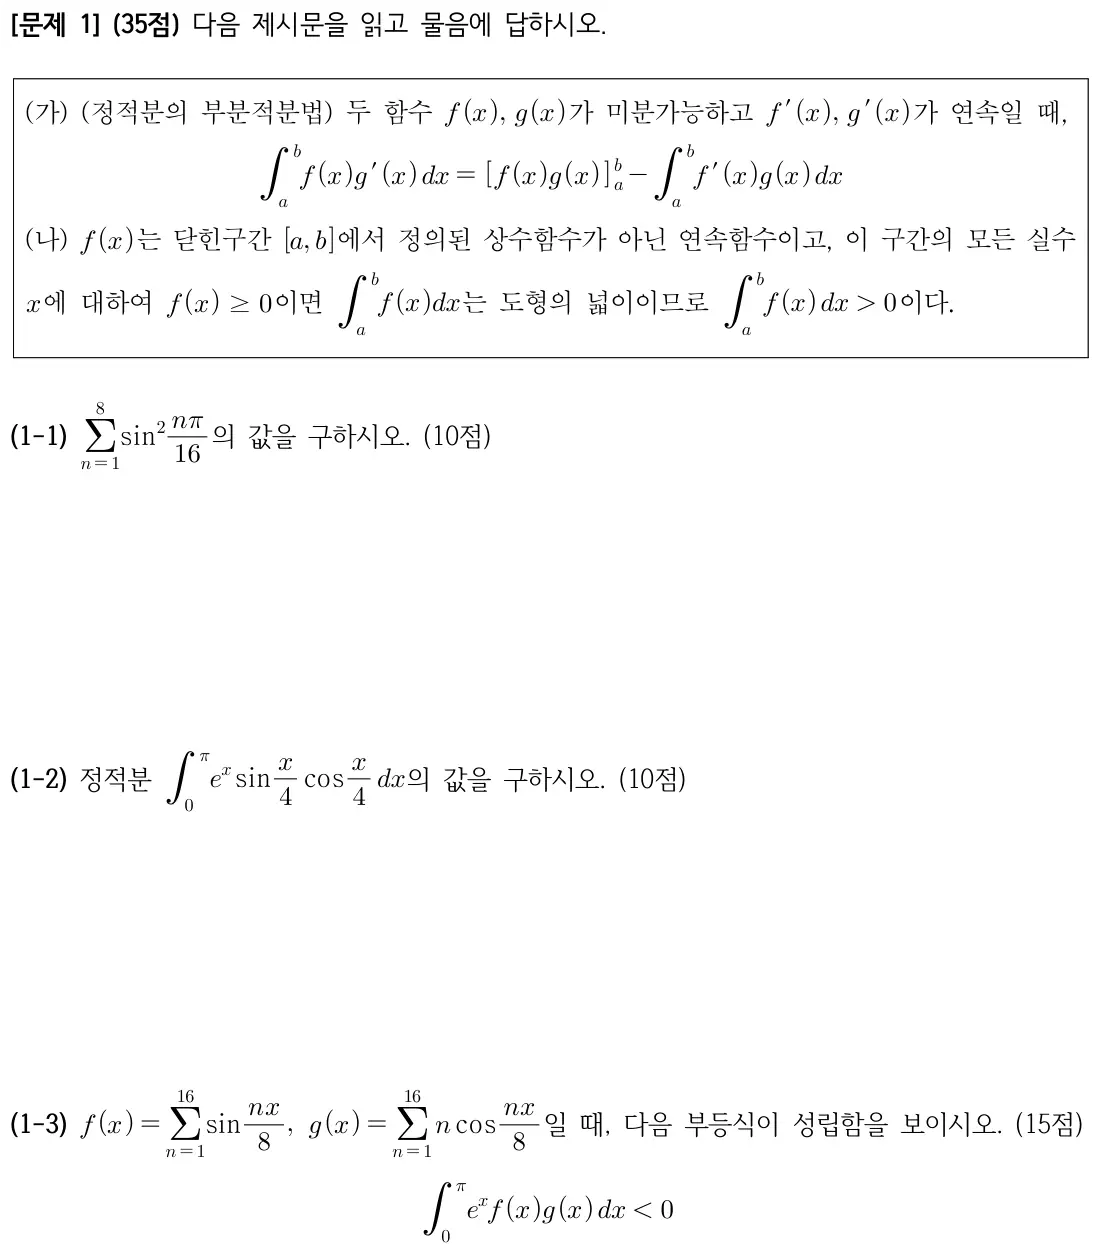 [문제 1] (35점) 다음 제시문을 읽고 물음에 답하시오.
(가) (정적분의 부분적분법) 두 함수 f(x), g(x)가 미분가능하고 f′(x), g′(x)가 연속일 때,
∫_a^b f(x)g′(x)dx = [f(x)g(x)]_a^b − ∫_a^b f′(x)g(x)dx
(나) f(x)는 닫힌구간 [a,b]에서 정의된 상수함수가 아닌 연속함수이고, 이 구간의 모든 실수
x에 대하여 f(x) ≥ 0이면 ∫_a^b f(x)dx는 도형의 넓이이므로 ∫_a^b f(x)dx > 0이다.
(1-1) ∑_{n=1}^{8} sin² nπ/16 의 값을 구하시오. (10점)
(1-2) 정적분 ∫_0^π e^x sin x/4 cos x/4 dx의 값을 구하시오. (10점)
(1-3) f(x) = ∑_{n=1}^{16} sin nx/8, g(x) = ∑_{n=1}^{16} n cos nx/8 일 때, 다음 부등식이 성립함을 보이시오. (15점)
∫_0^π e^x f(x)g(x)dx < 0